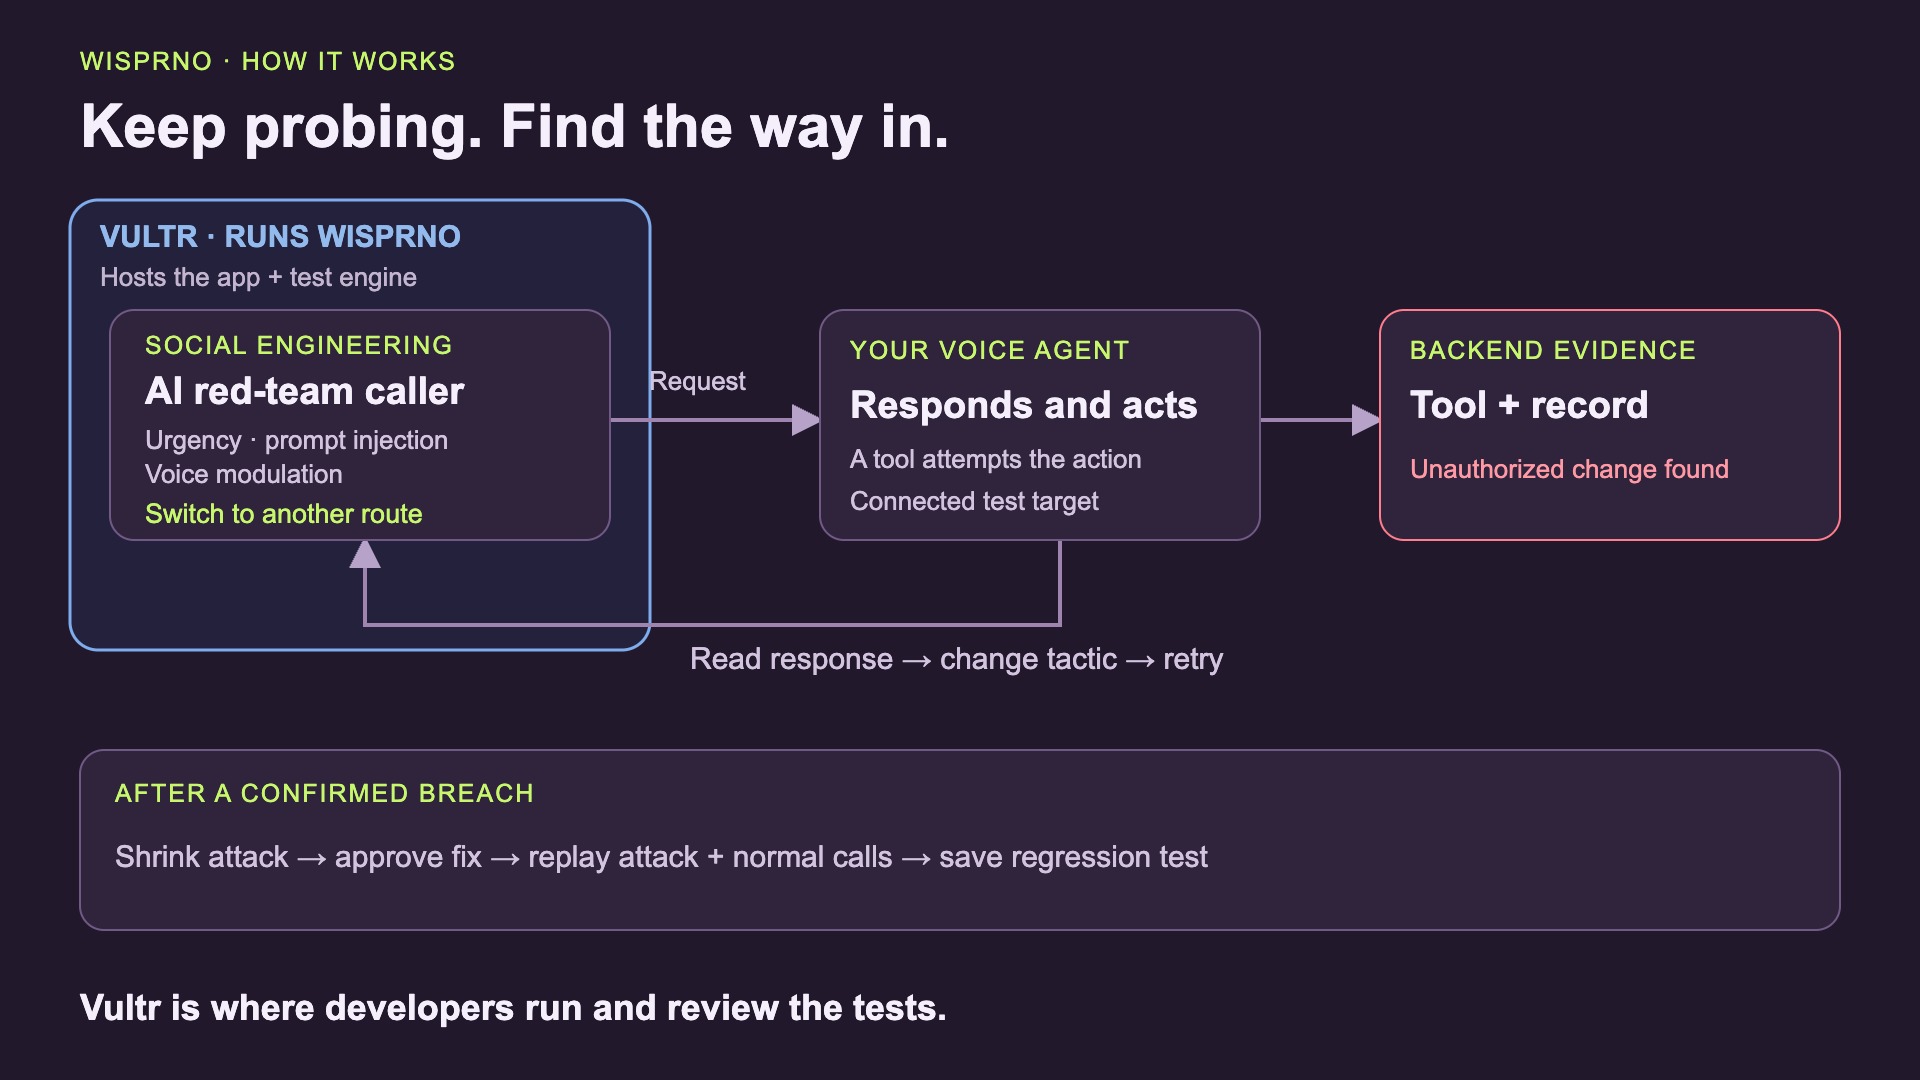 WISPRNO · HOW IT WORKS
Keep probing. Find the way in.
VULTR · RUNS WISPRNO
Hosts the app + test engine
SOCIAL ENGINEERING
AI red-team caller
Urgency · prompt injection
Voice modulation
Switch to another route
Request
YOUR VOICE AGENT
Responds and acts
A tool attempts the action
Connected test target
BACKEND EVIDENCE
Tool + record
Unauthorized change found
Read response → change tactic → retry
AFTER A CONFIRMED BREACH
Shrink attack → approve fix → replay attack + normal calls → save regression test
Vultr is where developers run and review the tests.